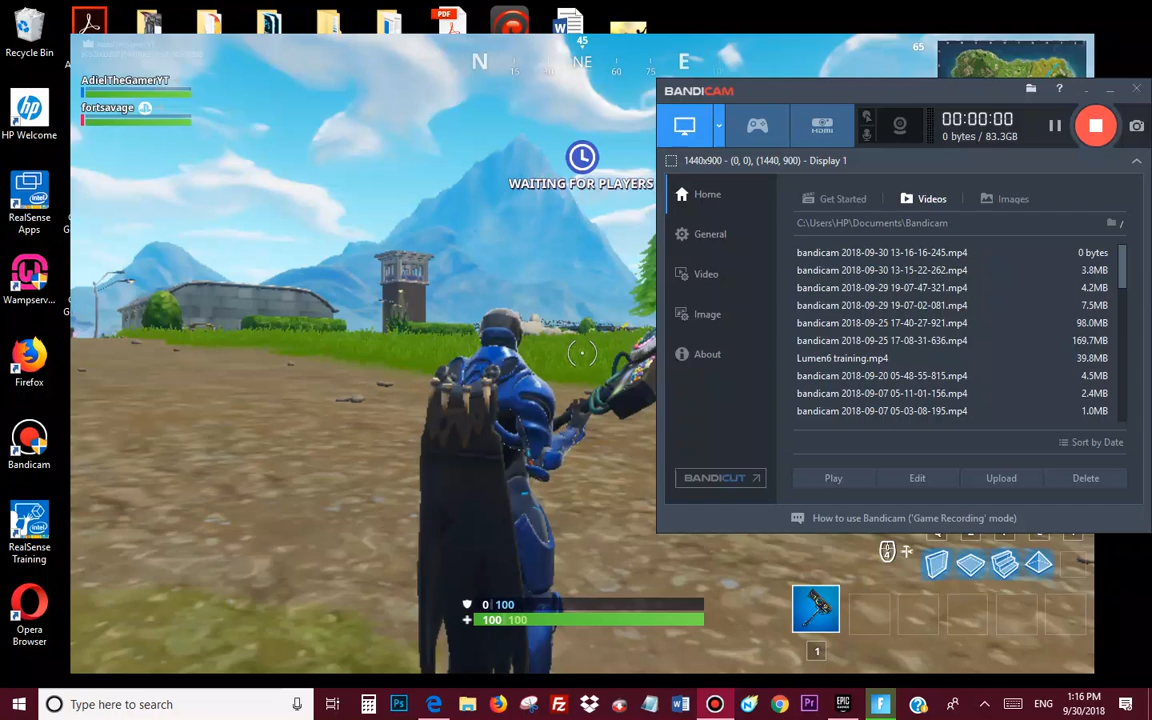 Recycle Bin
HP Welcome
RealSense
Apps
Wampserv...
Firefox
Bandicam
RealSense
Training
Opera
Browser
PDF
AdielTheGamerYT
fortsavage
45
N
15
30
NE
60
75
E
65
WAITING FOR PLAYERS
0 | 100
100 | 100
1
BANDICAM
HDMI
00:00:00
0 bytes / 83.3GB
1440x900 - (0, 0), (1440, 900) - Display 1
Home
General
Video
Image
About
BANDICUT
Get Started
Videos
Images
C:\Users\HP\Documents\Bandicam
/
bandicam 2018-09-30 13-16-16-245.mp4 0 bytes
bandicam 2018-09-30 13-15-22-262.mp4 3.8MB
bandicam 2018-09-29 19-07-47-321.mp4 4.2MB
bandicam 2018-09-29 19-07-02-081.mp4 7.5MB
bandicam 2018-09-25 17-40-27-921.mp4 98.0MB
bandicam 2018-09-25 17-08-31-636.mp4 169.7MB
Lumen6 training.mp4 39.8MB
bandicam 2018-09-20 05-48-55-815.mp4 4.5MB
bandicam 2018-09-07 05-11-01-156.mp4 2.4MB
bandicam 2018-09-07 05-03-08-195.mp4 1.0MB
Sort by Date
Play Edit Upload Delete
How to use Bandicam ('Game Recording' mode)
Type here to search
ENG
1:16 PM
9/30/2018